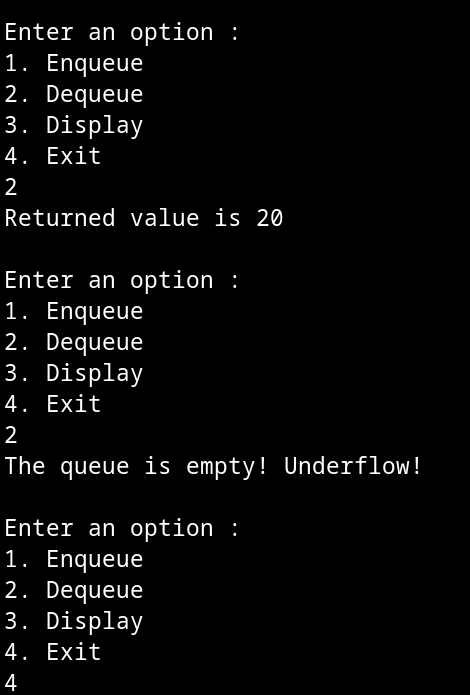 Enter an option :
1. Enqueue
2. Dequeue
3. Display
4. Exit
2
Returned value is 20
Enter an option :
1. Enqueue
2. Dequeue
3. Display
4. Exit
2
The queue is empty! Underflow!
Enter an option :
1. Enqueue
2. Dequeue
3. Display
4. Exit
4